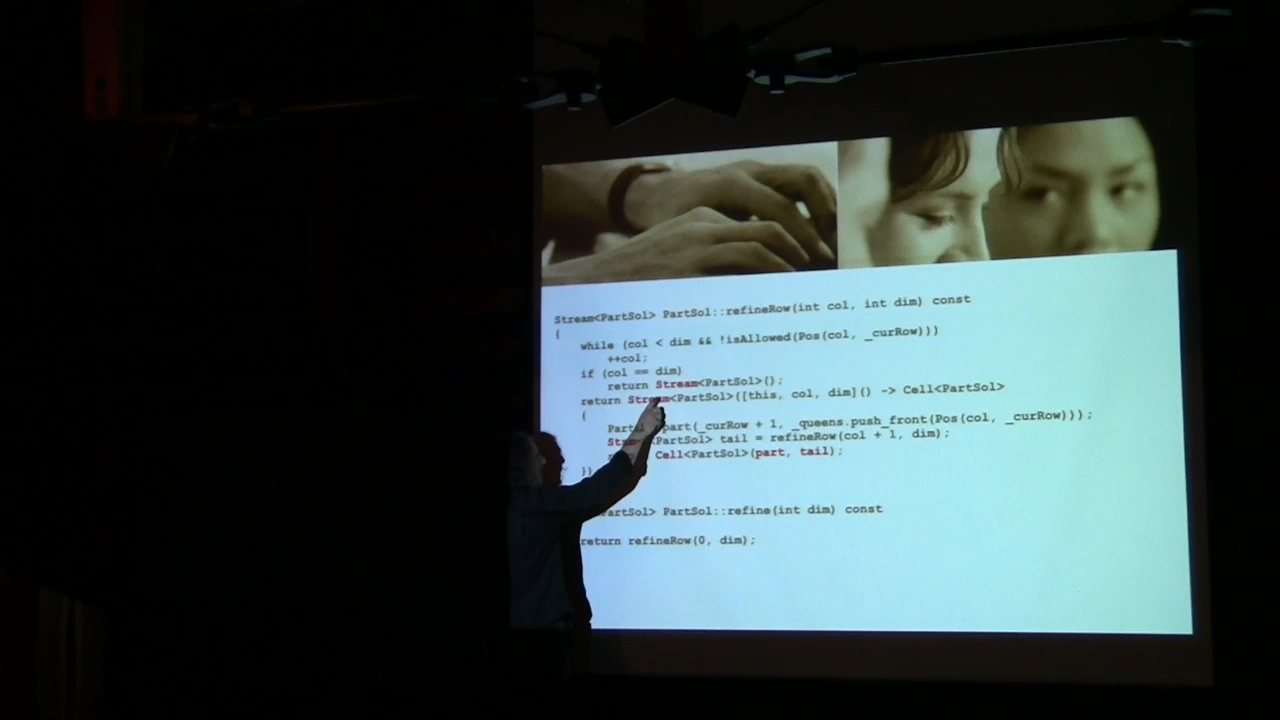 Stream<PartSol> PartSol::refineRow(int col, int dim) const
{
while (col < dim && !isAllowed(Pos(col, _curRow)))
++col;
if (col == dim)
return Stream<PartSol>();
return Stream<PartSol>([this, col, dim]() -> Cell<PartSol>
{
part(_curRow + 1, _queens.push_front(Pos(col, _curRow)));
<PartSol> tail = refineRow(col + 1, dim);
Cell<PartSol>(part, tail);
PartSol::refine(int dim) const
return refineRow(0, dim);